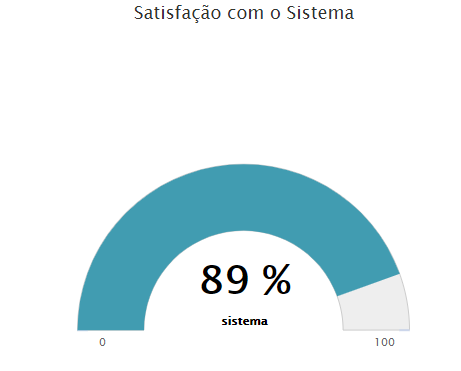 Satisfação com o Sistema
89 %
sistema
0
100